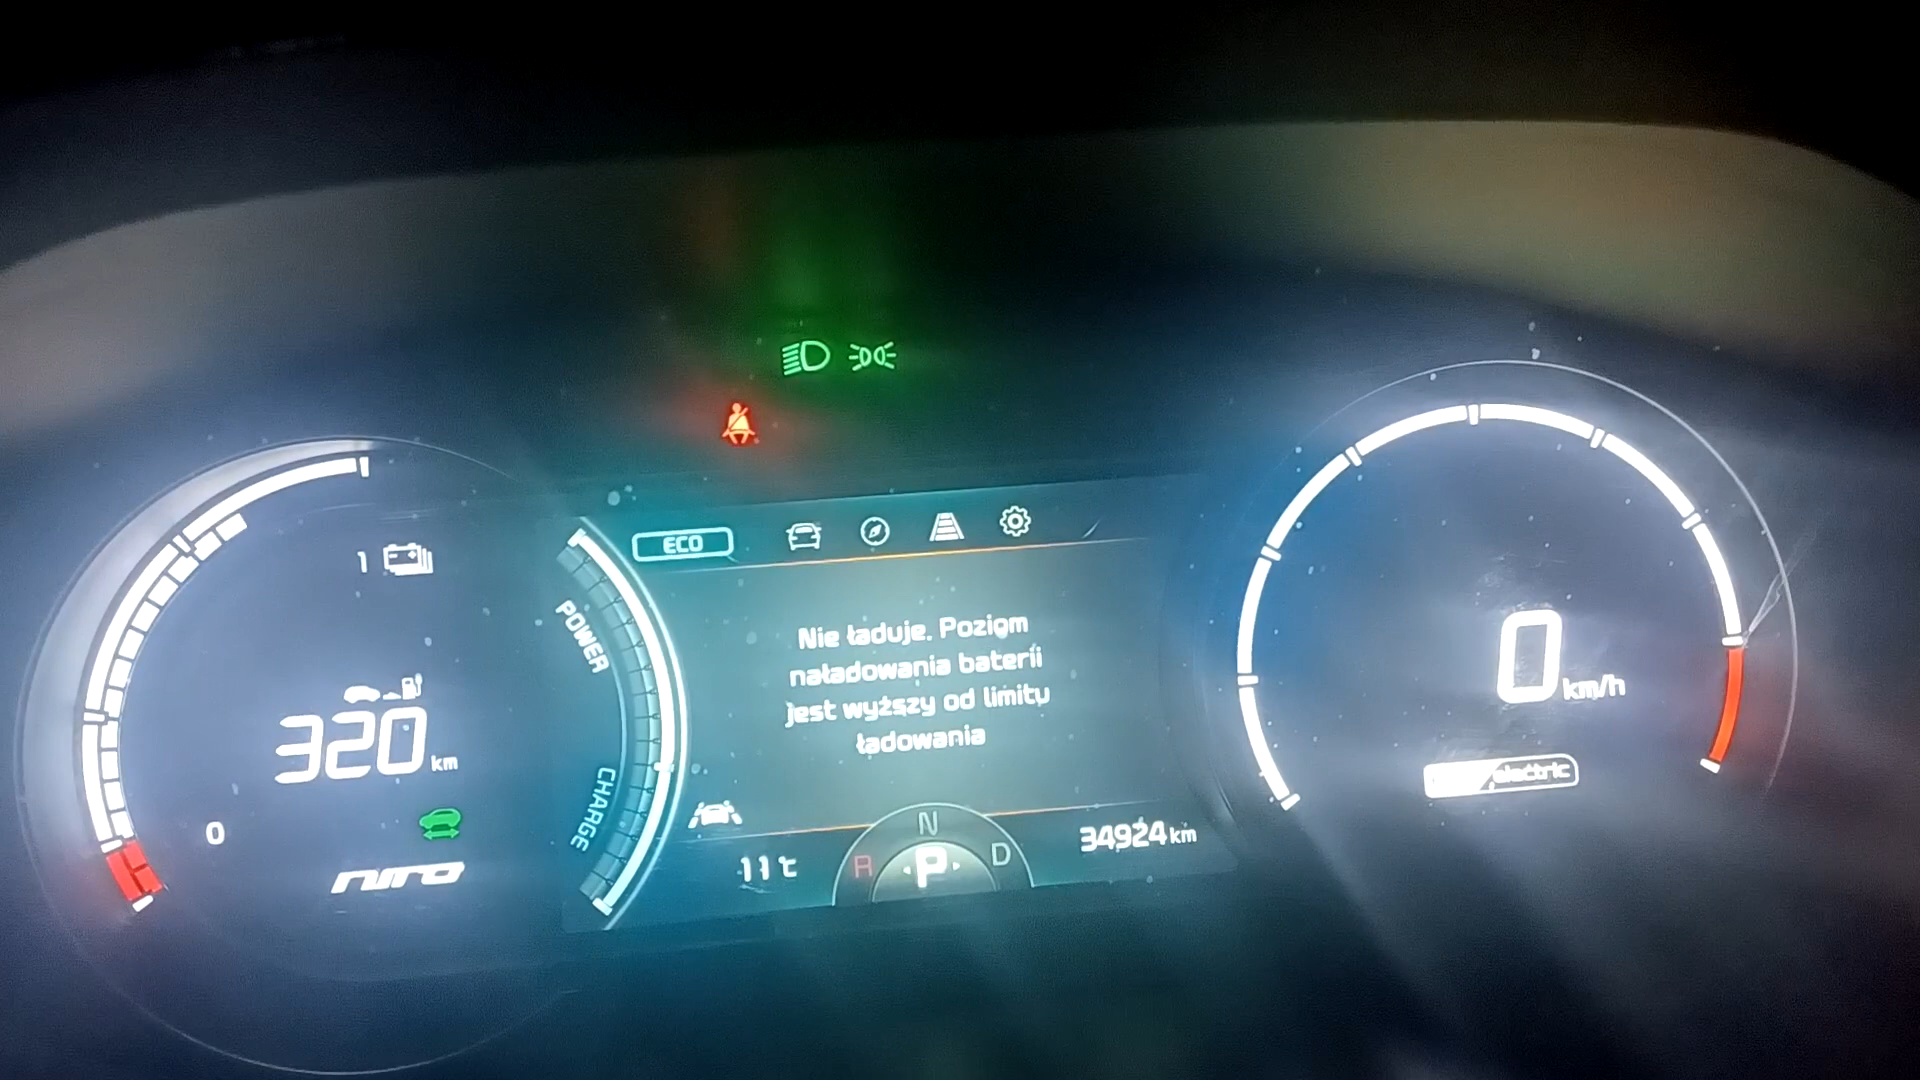 ECO
1
POWER
Nie ładuje. Poziom
naładowania baterii
jest wyższy od limitu
ładowania
0
km/h
320 km
CHARGE
electric
0
niro
11°C
N
R
P
D
34924 km